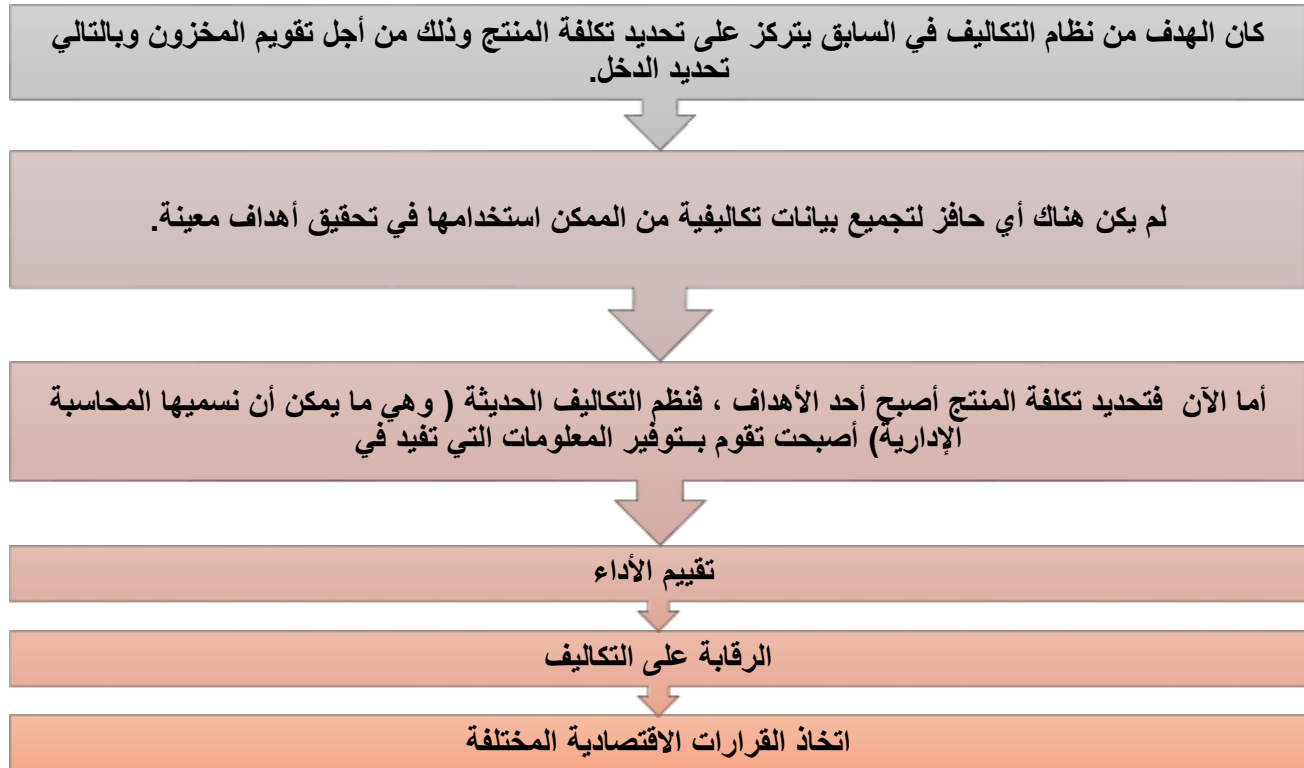 كان الهدف من نظام التكاليف في السابق يتركز على تحديد تكلفة المنتج وذلك من أجل تقويم المخزون وبالتالي
تحديد الدخل.
لم يكن هناك أي حافز لتجميع بيانات تكاليفية من الممكن استخدامها في تحقيق أهداف معينة.
أما الآن فتحديد تكلفة المنتج أصبح أحد الأهداف ، فنظم التكاليف الحديثة ( وهي ما يمكن أن نسميها المحاسبة
الإدارية) أصبحت تقوم بــتوفير المعلومات التي تفيد في
تقييم الأداء
الرقابة على التكاليف
اتخاذ القرارات الاقتصادية المختلفة